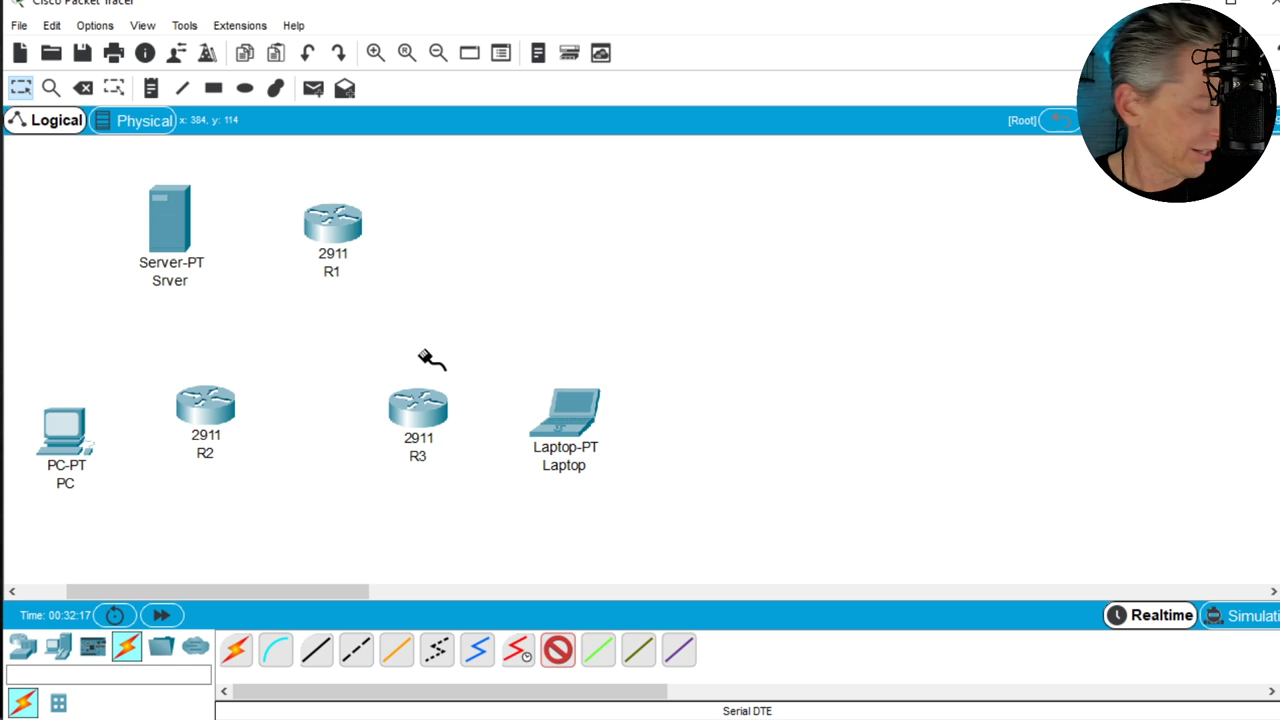 Cisco Packet Tracer
File Edit Options View Tools Extensions Help
Logical Physical x: 384, y: 114 [Root]
Server-PT
Srver
2911
R1
2911
R2
2911
R3
PC-PT
PC
Laptop-PT
Laptop
Time: 00:32:17 Realtime Simulati
Serial DTE